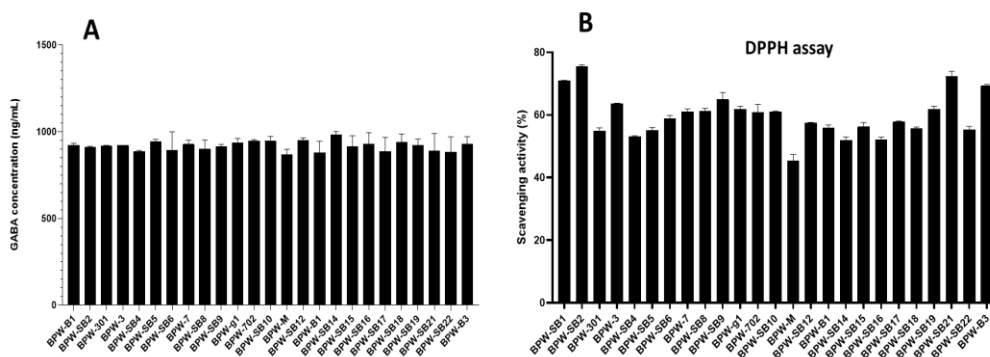 A
GABA concentration (ng/mL)
1500
1000
500
0
BPW-B1
BPW-SB2
BPW-301
BPW-3
BPW-SB4
BPW-SB5
BPW-SB6
BPW-7
BPW-SB8
BPW-SB9
BPW-g1
BPW-702
BPW-SB10
BPW-M
BPW-SB12
BPW-B1
BPW-SB14
BPW-SB15
BPW-SB16
BPW-SB17
BPW-SB18
BPW-SB19
BPW-SB21
BPW-SB22
BPW-B3
B
DPPH assay
Scavenging activity (%)
80
60
40
20
0
BPW-SB1
BPW-SB2
BPW-301
BPW-3
BPW-SB4
BPW-SB5
BPW-SB6
BPW-7
BPW-SB8
BPW-SB9
BPW-g1
BPW-702
BPW-SB10
BPW-M
BPW-SB12
BPW-B1
BPW-SB14
BPW-SB15
BPW-SB16
BPW-SB17
BPW-SB18
BPW-SB19
BPW-SB21
BPW-SB22
BPW-B3